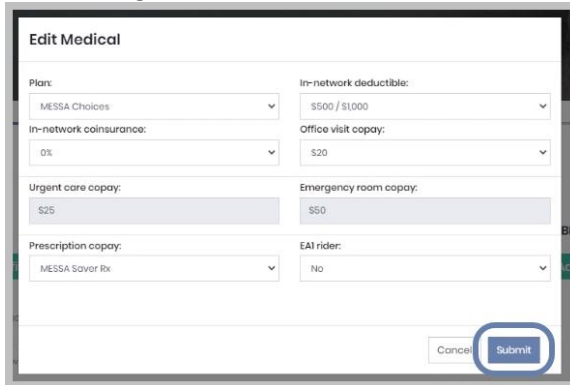 Edit Medical
Plan: In-network deductible:
MESSA Choices $500 / $1,000
In-network coinsurance: Office visit copay:
0% $20
Urgent care copay: Emergency room copay:
$25 $50
Prescription copay: EAI rider:
MESSA Saver Rx No
Cancel Submit